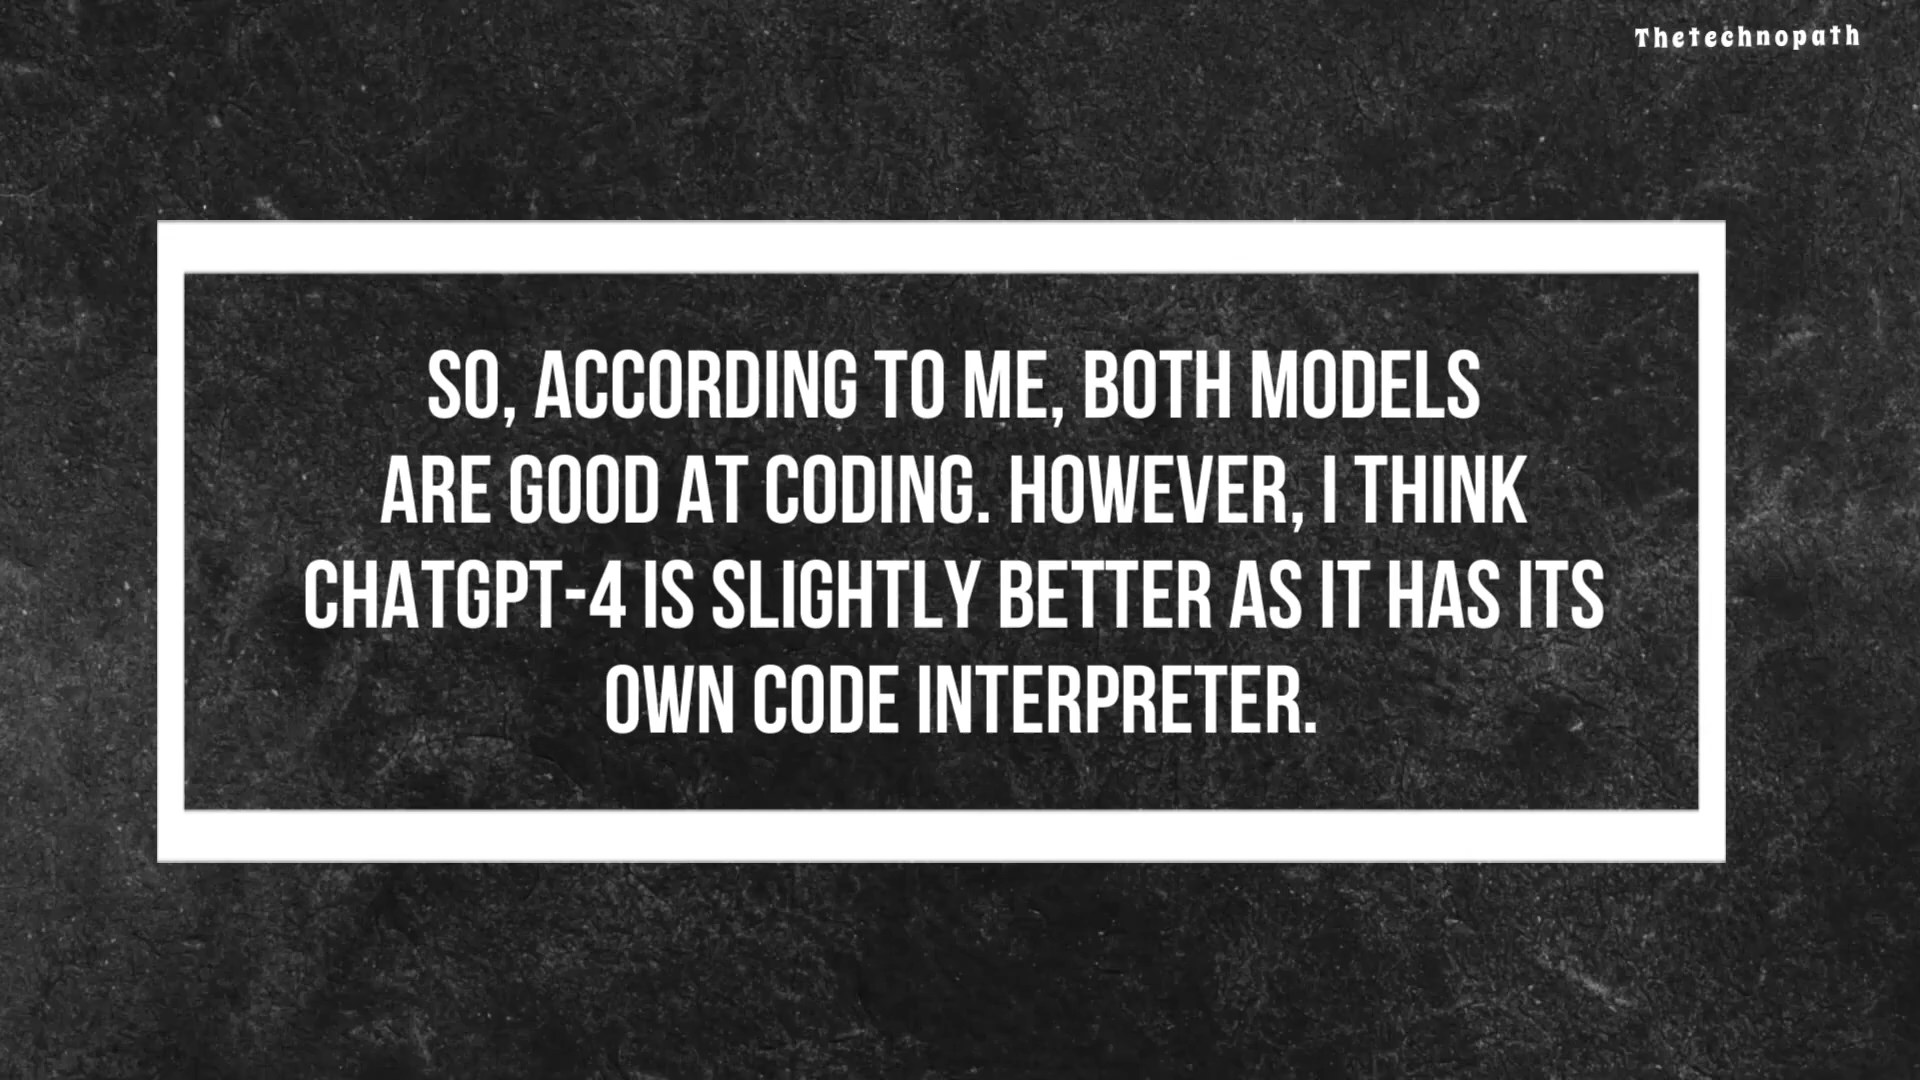 Thetechnopath
SO, ACCORDING TO ME, BOTH MODELS
ARE GOOD AT CODING. HOWEVER, I THINK
CHATGPT-4 IS SLIGHTLY BETTER AS IT HAS ITS
OWN CODE INTERPRETER.